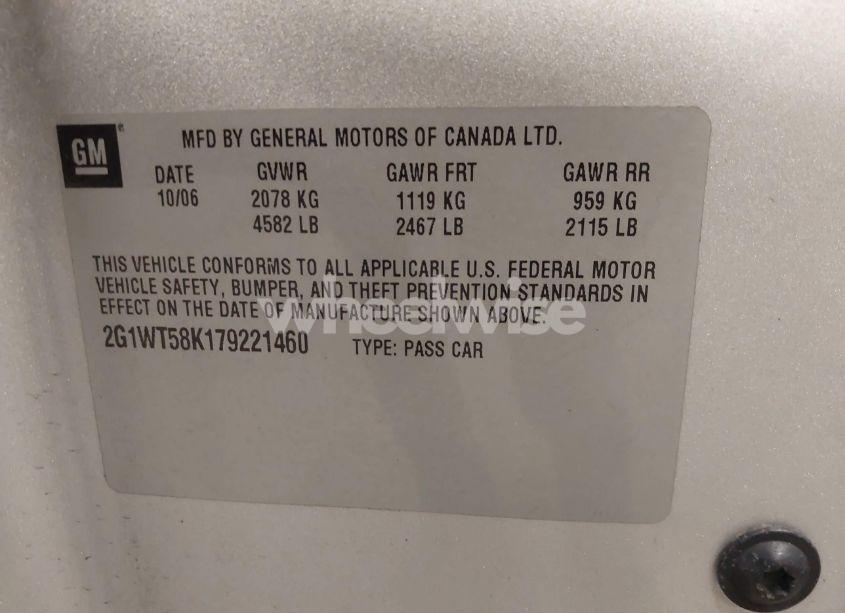 GM
MFD BY GENERAL MOTORS OF CANADA LTD.
DATE GVWR GAWR FRT GAWR RR
10/06 2078 KG 1119 KG 959 KG
4582 LB 2467 LB 2115 LB
THIS VEHICLE CONFORMS TO ALL APPLICABLE U.S. FEDERAL MOTOR
VEHICLE SAFETY, BUMPER, AND THEFT PREVENTION STANDARDS IN
EFFECT ON THE DATE OF MANUFACTURE SHOWN ABOVE.
wheelwise
2G1WT58K179221460 TYPE: PASS CAR